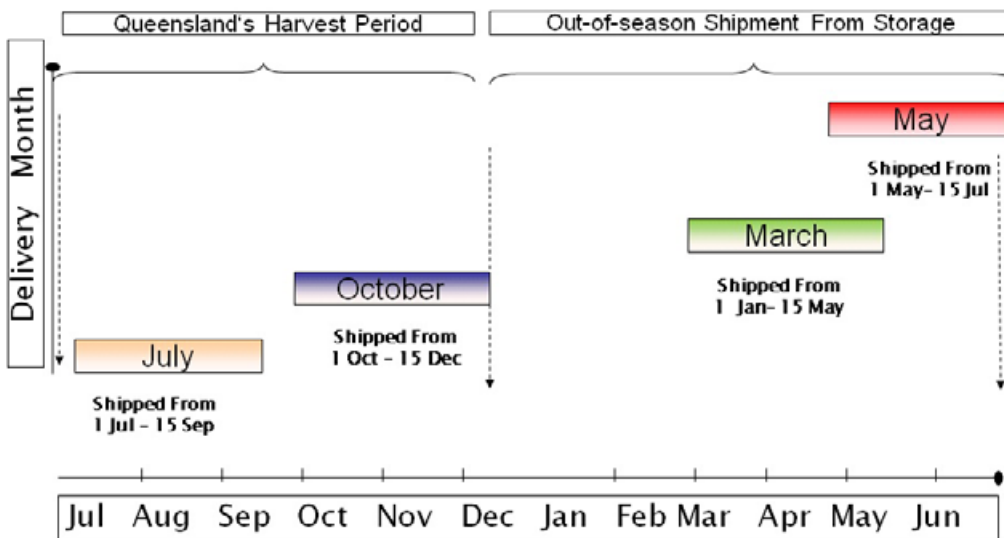 Queensland's Harvest Period
Out-of-season Shipment From Storage
Delivery Month
May
Shipped From
1 May- 15 Jul
March
Shipped From
1 Jan- 15 May
October
Shipped From
1 Oct - 15 Dec
July
Shipped From
1 Jul - 15 Sep
Jul Aug Sep Oct Nov Dec Jan Feb Mar Apr May Jun